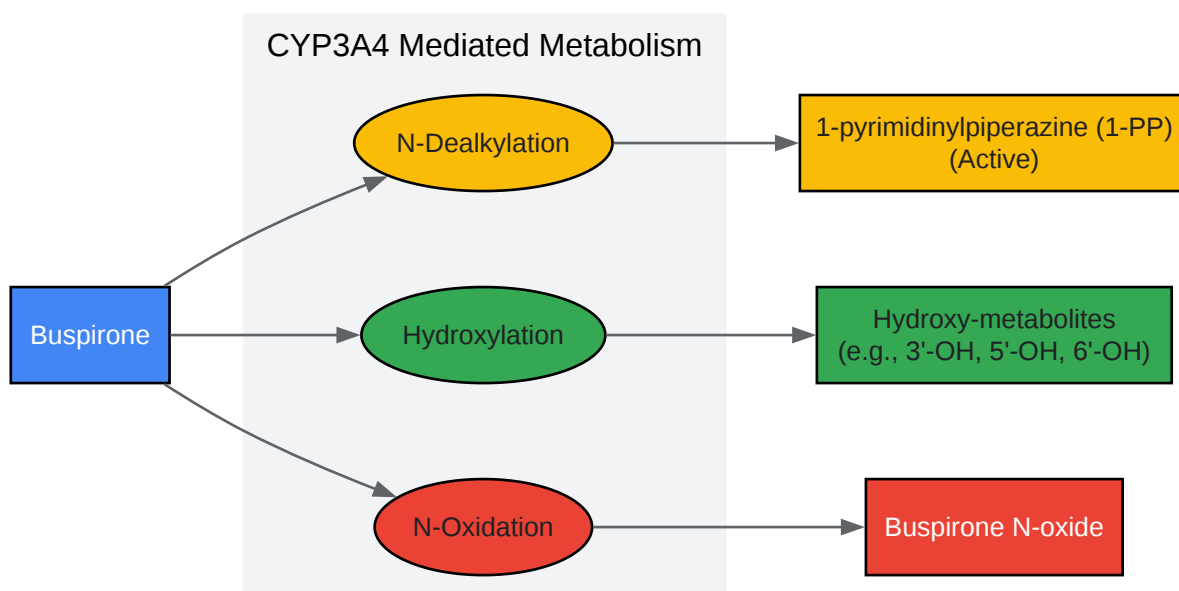 CYP3A4 Mediated Metabolism
N-Dealkylation
1-pyrimidinylpiperazine (1-PP)
(Active)
Buspirone
Hydroxylation
Hydroxy-metabolites
(e.g., 3'-OH, 5'-OH, 6'-OH)
N-Oxidation
Buspirone N-oxide